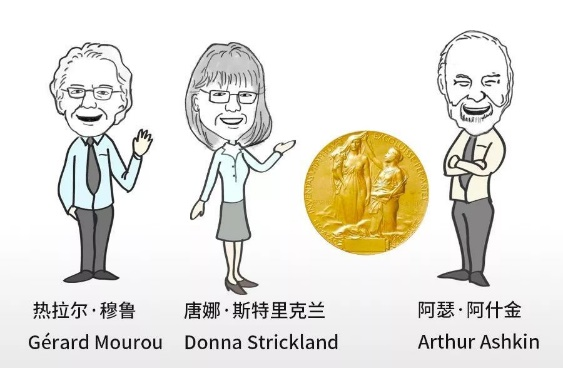 热拉尔·穆鲁
唐娜·斯特里克兰
阿瑟·阿什金
Gérard Mourou
Donna Strickland
Arthur Ashkin